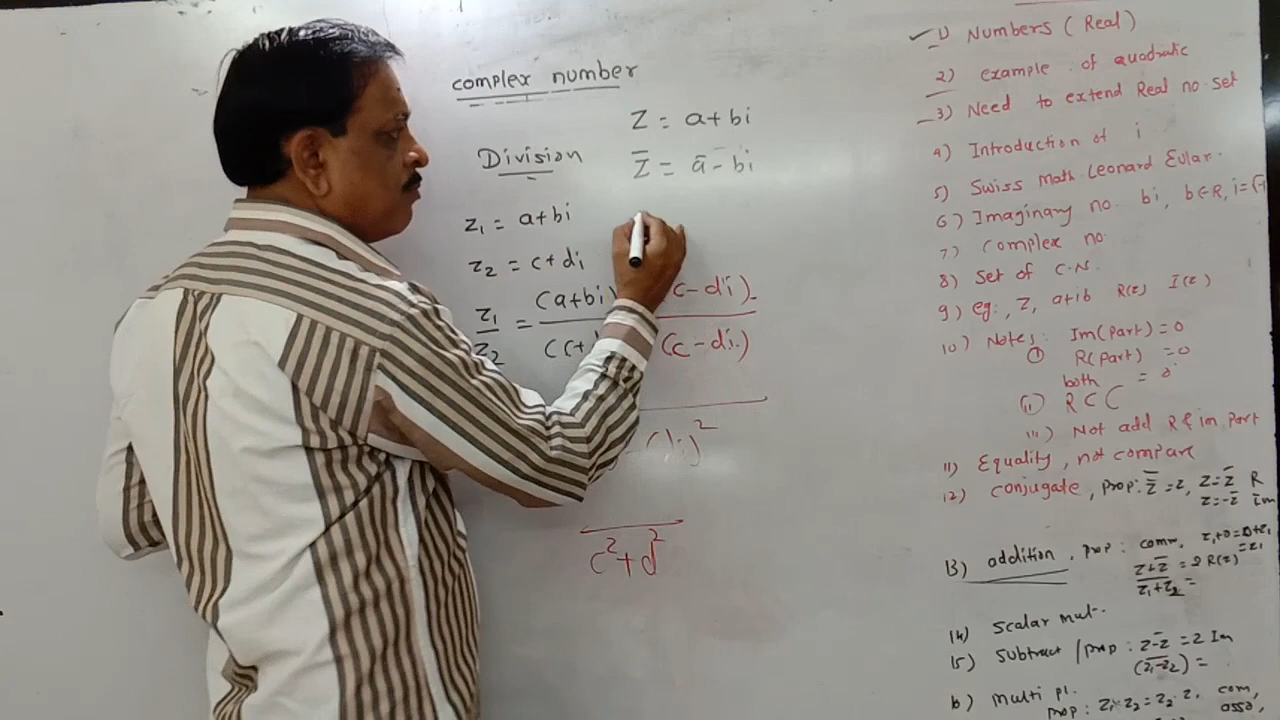 complex number
Z = a+bi
Division
Z̄ = ā - bi
z₁ = a+bi
z₂ = c+di
z₁/z₂ = (a+bi) (c-di)
(c+ (c-di)
- (di)²
c²+d²
1) Numbers (Real)
2) example of quadratic
3) Need to extend Real no set
4) Introduction of i
5) Swiss Math Leonard Eular.
6) Imaginary no bi, b∈R, i=√-1
7) Complex no
8) Set of C.N.
9) eg:, Z, a+ib R(z) I(z)
10) Notes: Im(part) = 0
① R(part) = 0
both = 0
(ii) R ⊂ C
iii) Not add R & im Part
11) Equality, not compare
12) conjugate, prop: z̿ = z, z=z̄ R
z=-z̄ Im
13) addition, prop: comm, z₁+0=0+z₁
=z₁
z+z̄ = 2 R(z)
z₁+z₂ =
14) Scalar mul-.
15) Subtract / prop: z-z̄ = 2 Im
(z₁-z₂) =
16) multi pl.
prop: z₁·z₂=z₂·z₁ com,
asso,